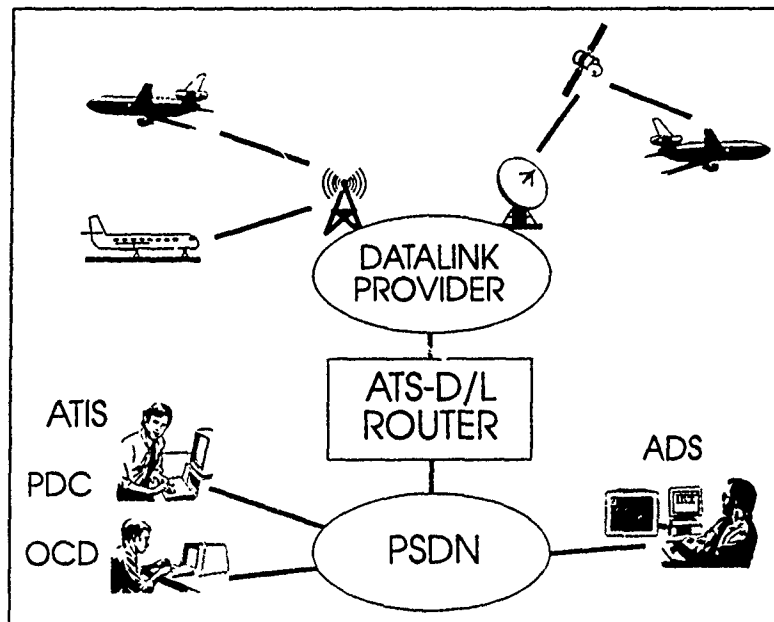 DATALINK
PROVIDER
ATS-D/L
ROUTER
ATIS
PDC
OCD
PSDN
ADS